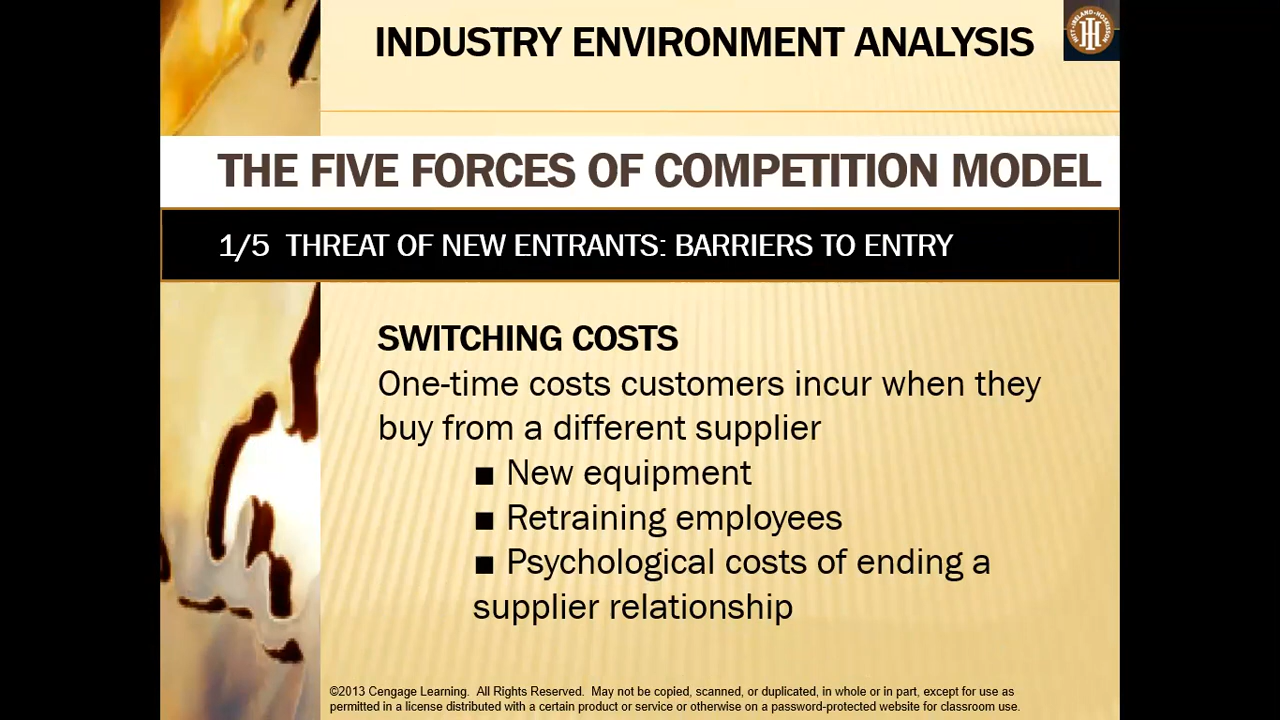 INDUSTRY ENVIRONMENT ANALYSIS
HITT·IRELAND·HOSKISSON
THE FIVE FORCES OF COMPETITION MODEL
1/5 THREAT OF NEW ENTRANTS: BARRIERS TO ENTRY
SWITCHING COSTS
One-time costs customers incur when they
buy from a different supplier
■ New equipment
■ Retraining employees
■ Psychological costs of ending a
supplier relationship
©2013 Cengage Learning. All Rights Reserved. May not be copied, scanned, or duplicated, in whole or in part, except for use as
permitted in a license distributed with a certain product or service or otherwise on a password-protected website for classroom use.